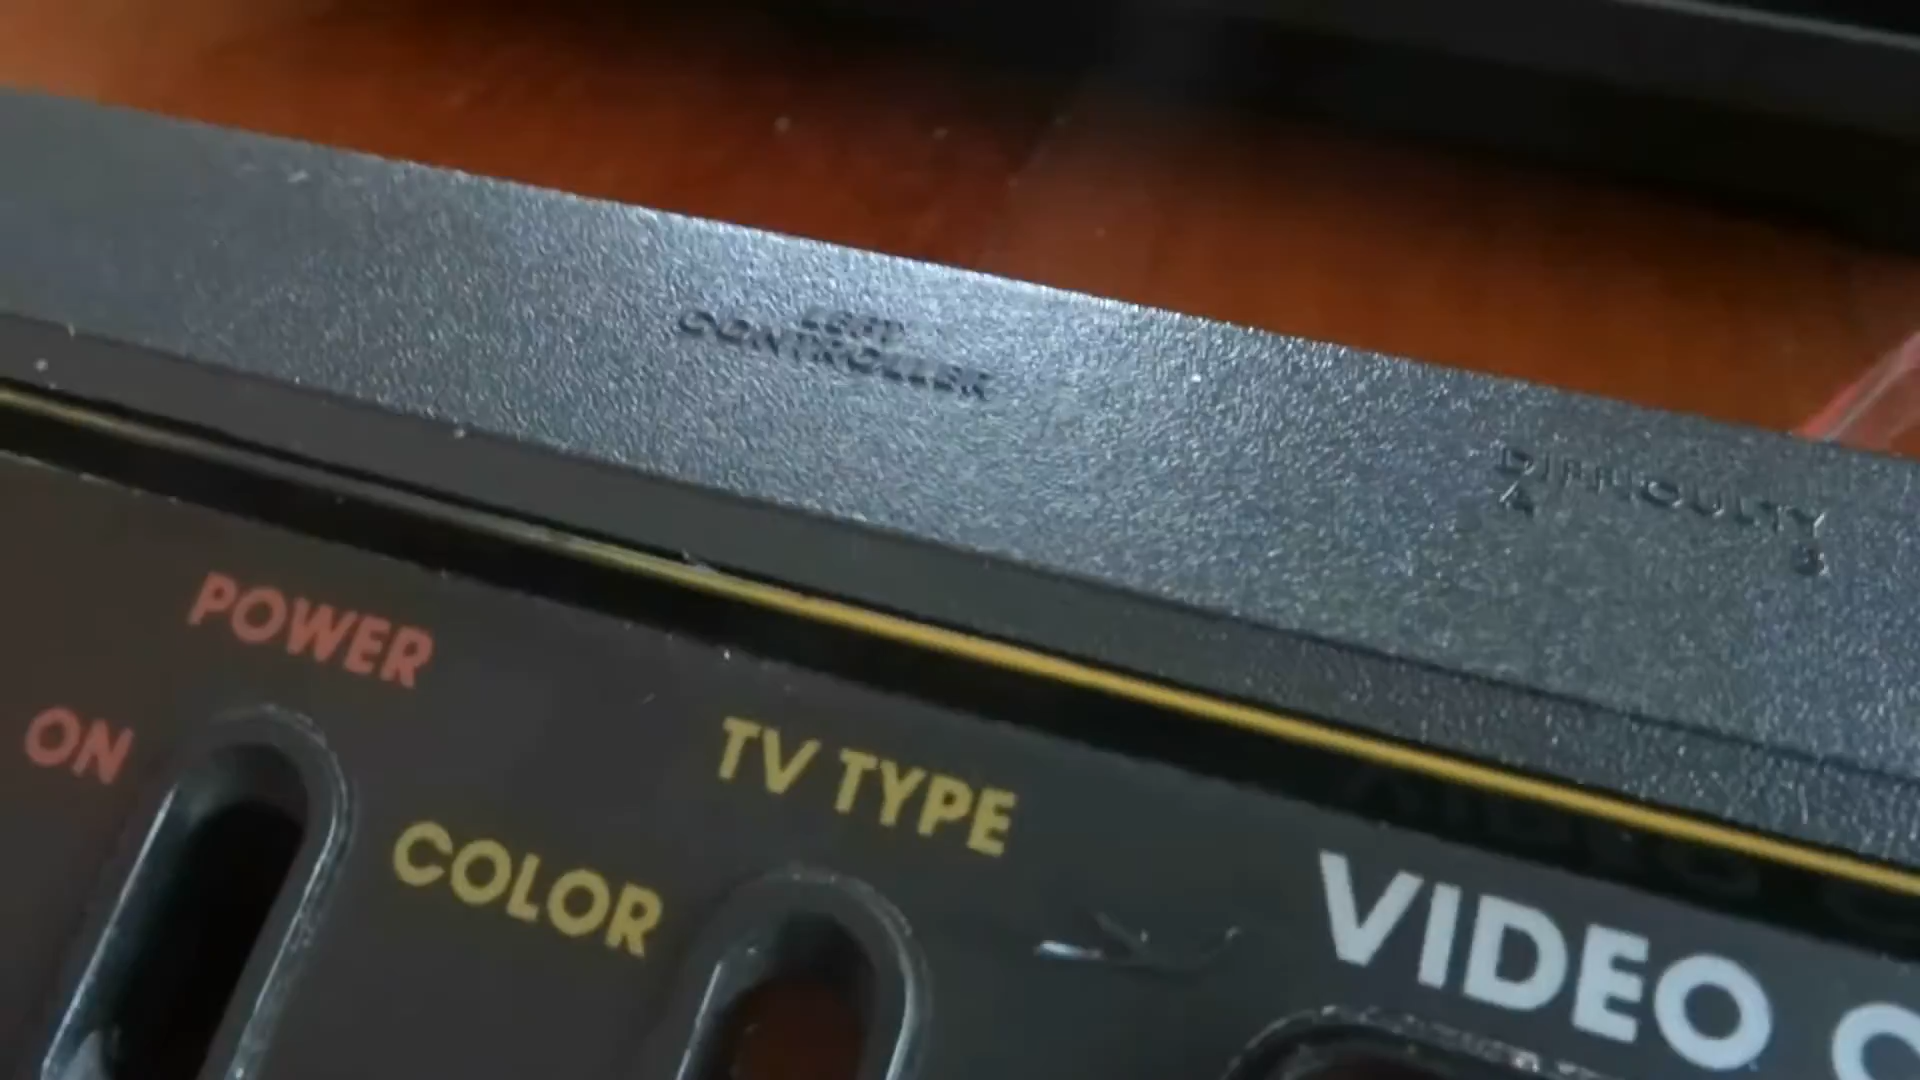 LEFT
CONTROLLER
DIFFICULTY
A B
POWER
ON
TV TYPE
COLOR
VIDEO